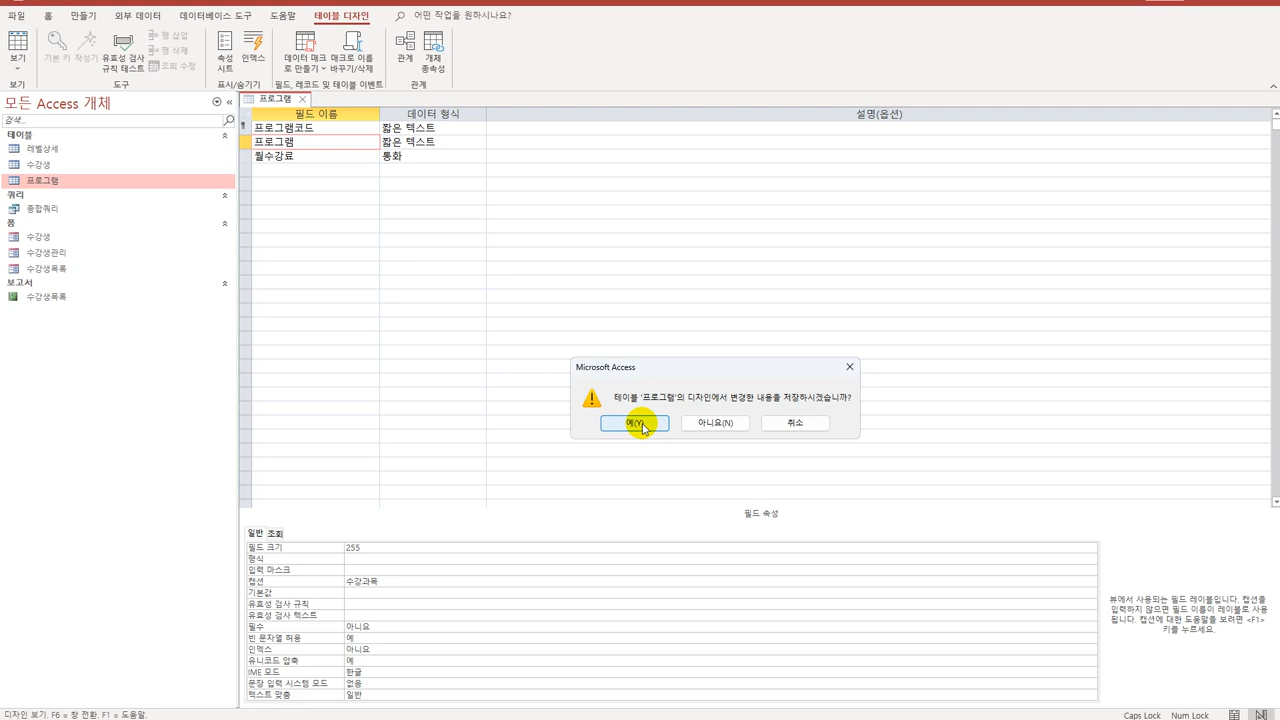 파일 홈 만들기 외부 데이터 데이터베이스 도구 도움말 테이블 디자인 어떤 작업을 원하시나요?
보기 기본 키 작성기 유효성 검사 규칙 테스트 행 삽입 행 삭제 조회 수정 속성 시트 인덱스 데이터 매크로 만들기 매크로 이름 바꾸기/삭제 관계 개체 종속성
보기 도구 표시/숨기기 필드, 레코드 및 테이블 이벤트 관계
모든 Access 개체
검색...
테이블
레벨상세
수강생
프로그램
쿼리
종합쿼리
폼
수강생
수강생관리
수강생목록
보고서
수강생목록
프로그램
필드 이름 데이터 형식 설명(옵션)
프로그램코드 짧은 텍스트
프로그램 짧은 텍스트
월수강료 통화
Microsoft Access
테이블 '프로그램'의 디자인에서 변경한 내용을 저장하시겠습니까?
예(Y) 아니요(N) 취소
필드 속성
일반 조회
필드 크기 255
형식
입력 마스크
캡션 수강과목
기본값
유효성 검사 규칙
유효성 검사 텍스트
필수 아니요
빈 문자열 허용 예
인덱스 아니요
유니코드 압축 예
IME 모드 한글
문장 입력 시스템 모드 없음
텍스트 맞춤 일반
뷰에서 사용되는 필드 레이블입니다. 캡션을
입력하지 않으면 필드 이름이 레이블로 사용
됩니다. 캡션에 대한 도움말을 보려면 <F1>
키를 누르세요.
디자인 보기. F6 = 창 전환. F1 = 도움말.
Caps Lock Num Lock